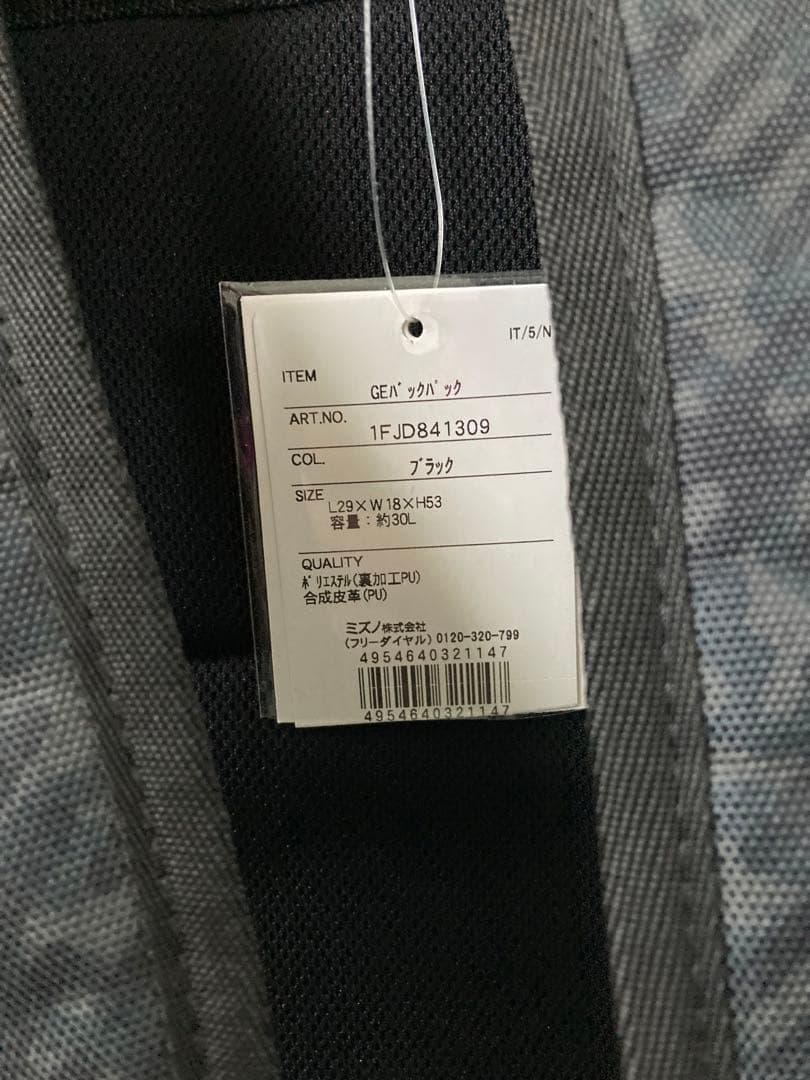 IT/5/N
ITEM
GEﾊﾞｯｸﾊﾟｯｸ
ART.NO.
1FJD841309
COL.
ﾌﾞﾗｯｸ
SIZE
L29×W18×H53
容量：約30L
QUALITY
ﾎﾟﾘｴｽﾃﾙ(裏加工PU)
合成皮革(PU)
ミズノ株式会社
(フリーダイヤル) 0120-320-799
4954640321147
4954640321147